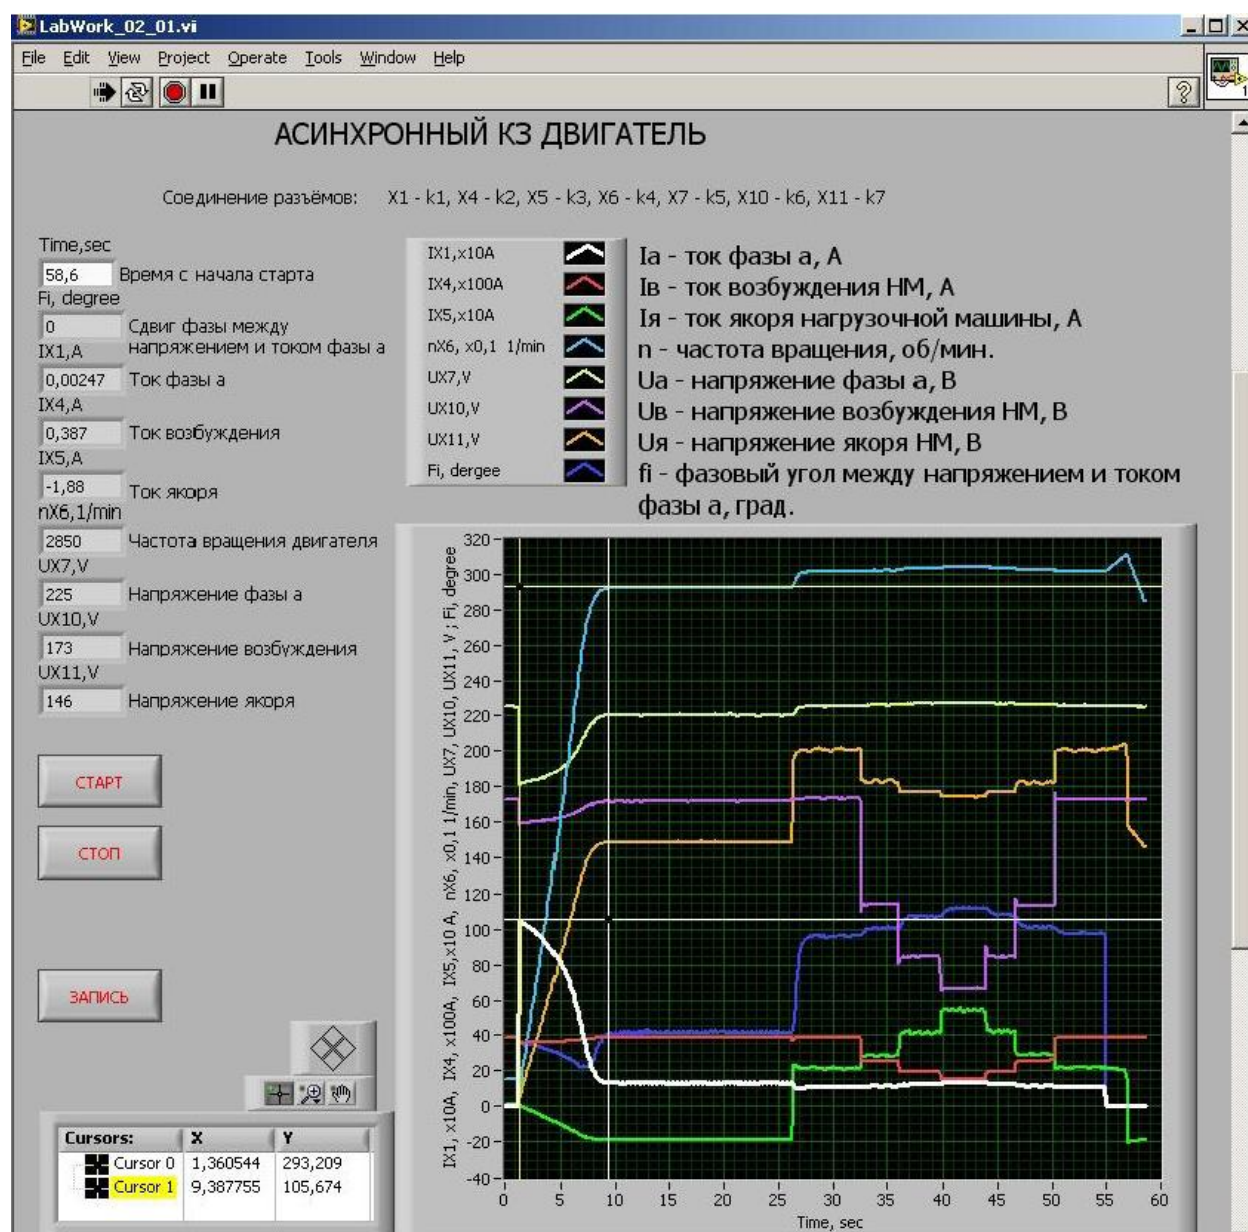 LabWork_02_01.vi
File Edit View Project Operate Tools Window Help
?
1
АСИНХРОННЫЙ КЗ ДВИГАТЕЛЬ
Соединение разъёмов: X1 - k1, X4 - k2, X5 - k3, X6 - k4, X7 - k5, X10 - k6, X11 - k7
Time,sec
58,6 Время с начала старта
Fi, degree
0 Сдвиг фазы между
напряжением и током фазы а
IX1,A
0,00247 Ток фазы а
IX4,A
0,387 Ток возбуждения
IX5,A
-1,88 Ток якоря
nX6,1/min
2850 Частота вращения двигателя
UX7,V
225 Напряжение фазы а
UX10,V
173 Напряжение возбуждения
UX11,V
146 Напряжение якоря
СТАРТ
СТОП
ЗАПИСЬ
IX1,x10A
IX4,x100A
IX5,x10A
nX6, x0,1 1/min
UX7,V
UX10,V
UX11,V
Fi, dergee
Iа - ток фазы а, А
Iв - ток возбуждения НМ, А
Iя - ток якоря нагрузочной машины, А
n - частота вращения, об/мин.
Uа - напряжение фазы а, В
Uв - напряжение возбуждения НМ, В
Uя - напряжение якоря НМ, В
fi - фазовый угол между напряжением и током
фазы а, град.
IX1, x10A, IX4, x100A, IX5,x10 A, nX6, x0,1 1/min, UX7, UX10, UX11, V ; Fi, degree
320
300
280
260
240
220
200
180
160
140
120
100
80
60
40
20
0
-20
-40
0 5 10 15 20 25 30 35 40 45 50 55 60
Time, sec
Cursors: X Y
Cursor 0 1,360544 293,209
Cursor 1 9,387755 105,674